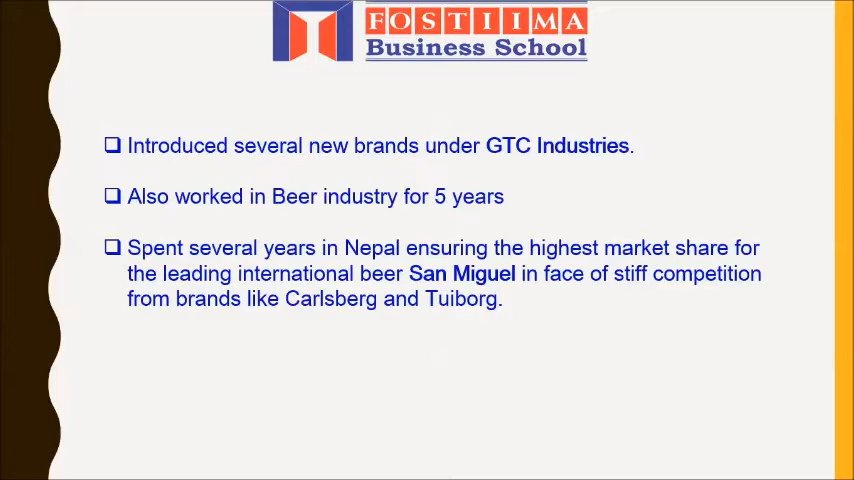 FOSTIIMA
Business School
Introduced several new brands under GTC Industries.
Also worked in Beer industry for 5 years
Spent several years in Nepal ensuring the highest market share for
the leading international beer San Miguel in face of stiff competition
from brands like Carlsberg and Tuiborg.